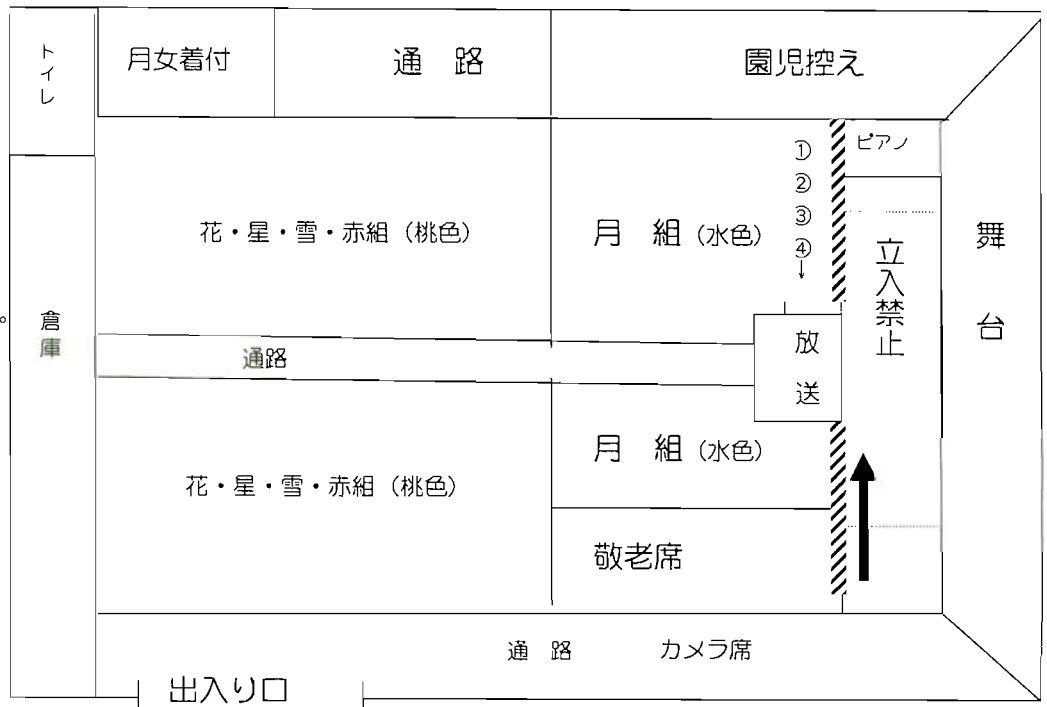 トイレ
月女着付
通 路
園児控え
ピアノ
①
②
③
④
↓
花・星・雪・赤組（桃色）
月 組（水色）
立入禁止
舞台
倉庫
通路
放送
月 組（水色）
花・星・雪・赤組（桃色）
敬老席
通 路
カメラ席
出入り口